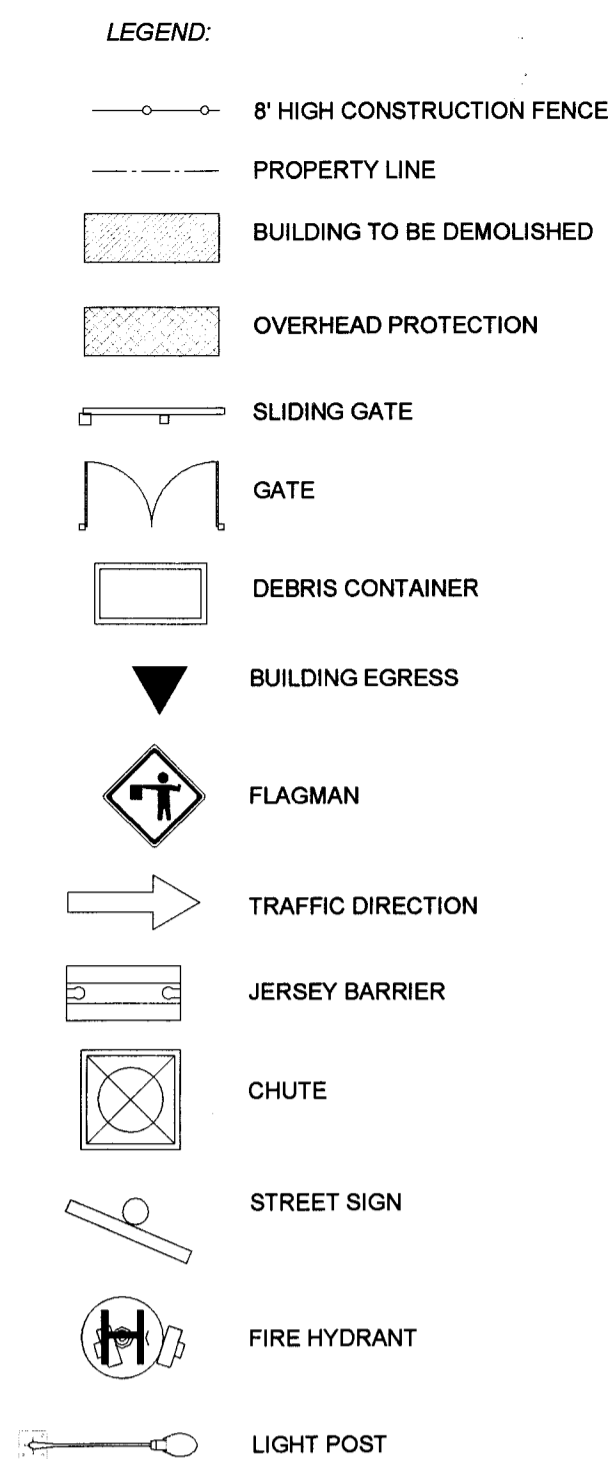 LEGEND:
8' HIGH CONSTRUCTION FENCE
PROPERTY LINE
BUILDING TO BE DEMOLISHED
OVERHEAD PROTECTION
SLIDING GATE
GATE
DEBRIS CONTAINER
BUILDING EGRESS
FLAGMAN
TRAFFIC DIRECTION
JERSEY BARRIER
CHUTE
STREET SIGN
H
FIRE HYDRANT
LIGHT POST